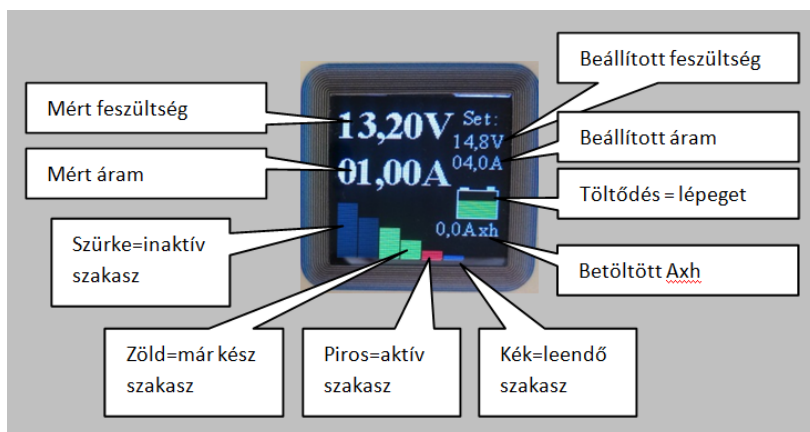 Beállított feszültség
Mért feszültség
13,20V
Set:
14,8V
Beállított áram
Mért áram
01,00A
04,0A
Töltődés = lépeget
Szürke=inaktív
szakasz
0,0Axh
Betöltött Axh
Zöld=már kész
szakasz
Piros=aktív
szakasz
Kék=leendő
szakasz